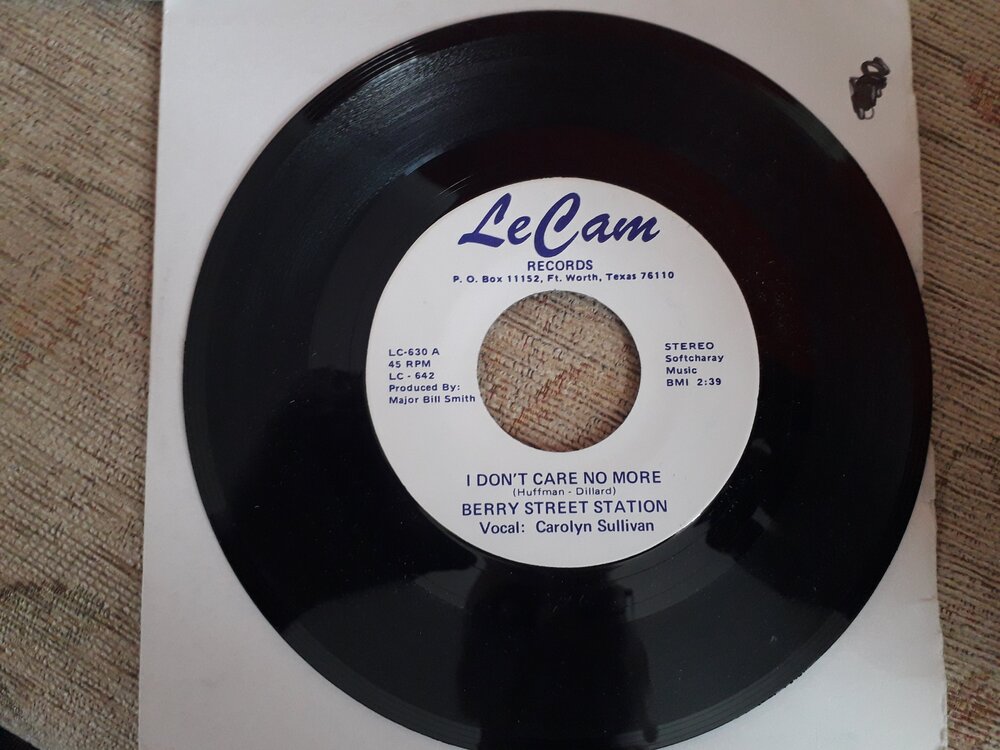 LeCam
RECORDS
P. O. Box 11152, Ft. Worth, Texas 76110
LC-630 A
45 RPM
LC - 642
Produced By:
Major Bill Smith
STEREO
Softcharay
Music
BMI 2:39
I DON'T CARE NO MORE
(Huffman - Dillard)
BERRY STREET STATION
Vocal: Carolyn Sullivan